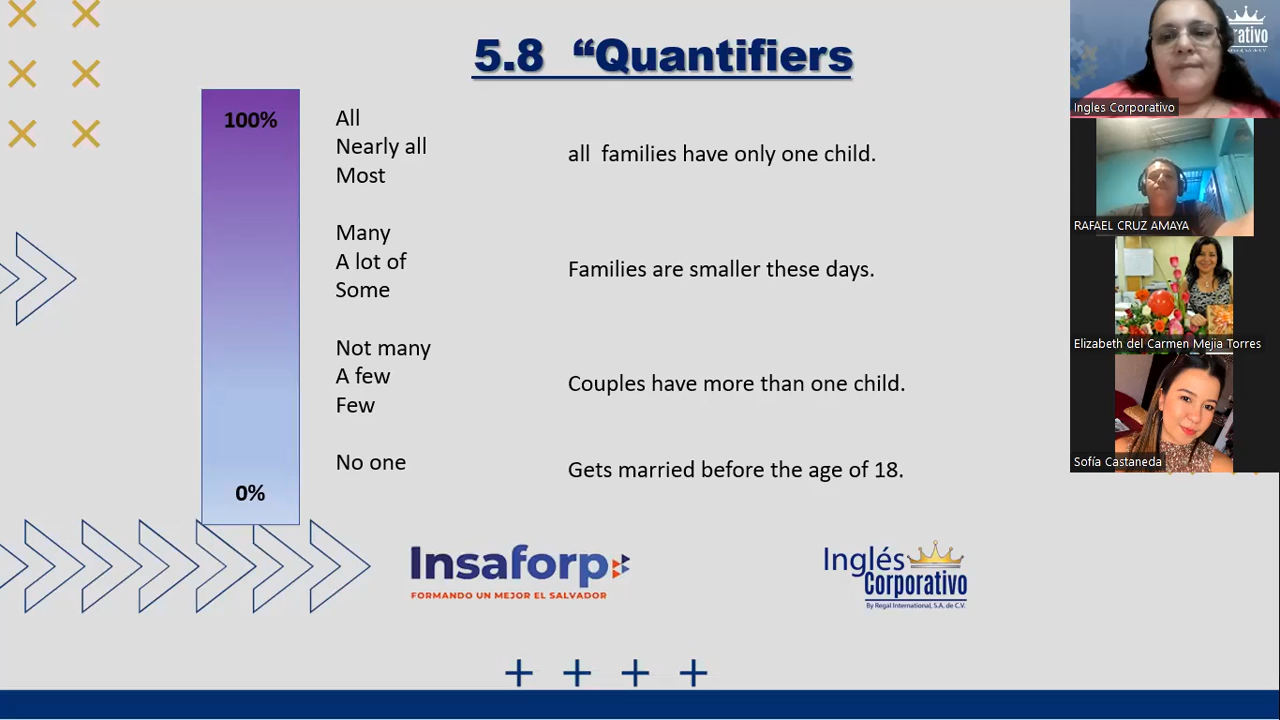 5.8 “Quantifiers
100%
All
Nearly all
Most
all families have only one child.
Many
A lot of
Some
Families are smaller these days.
Not many
A few
Few
Couples have more than one child.
No one
Gets married before the age of 18.
0%
Insaforp
FORMANDO UN MEJOR EL SALVADOR
Inglés
Corporativo
By Regal International, S.A. de C.V.
Ingles Corporativo
RAFAEL CRUZ AMAYA
Elizabeth del Carmen Mejia Torres
Sofía Castaneda